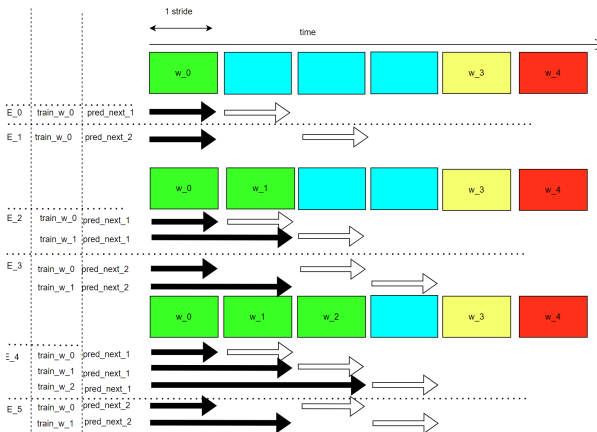 1 stride
time
w_0 w_3 w_4
E_0 train_w_0 pred_next_1
E_1 train_w_0 pred_next_2
w_0 w_1 w_3 w_4
E_2 train_w_0 pred_next_1
train_w_1 pred_next_1
E_3 train_w_0 pred_next_2
train_w_1 pred_next_2
w_0 w_1 w_2 w_3 w_4
E_4 train_w_0 pred_next_1
train_w_1 pred_next_1
train_w_2 pred_next_1
E_5 train_w_0 pred_next_2
train_w_1 pred_next_2